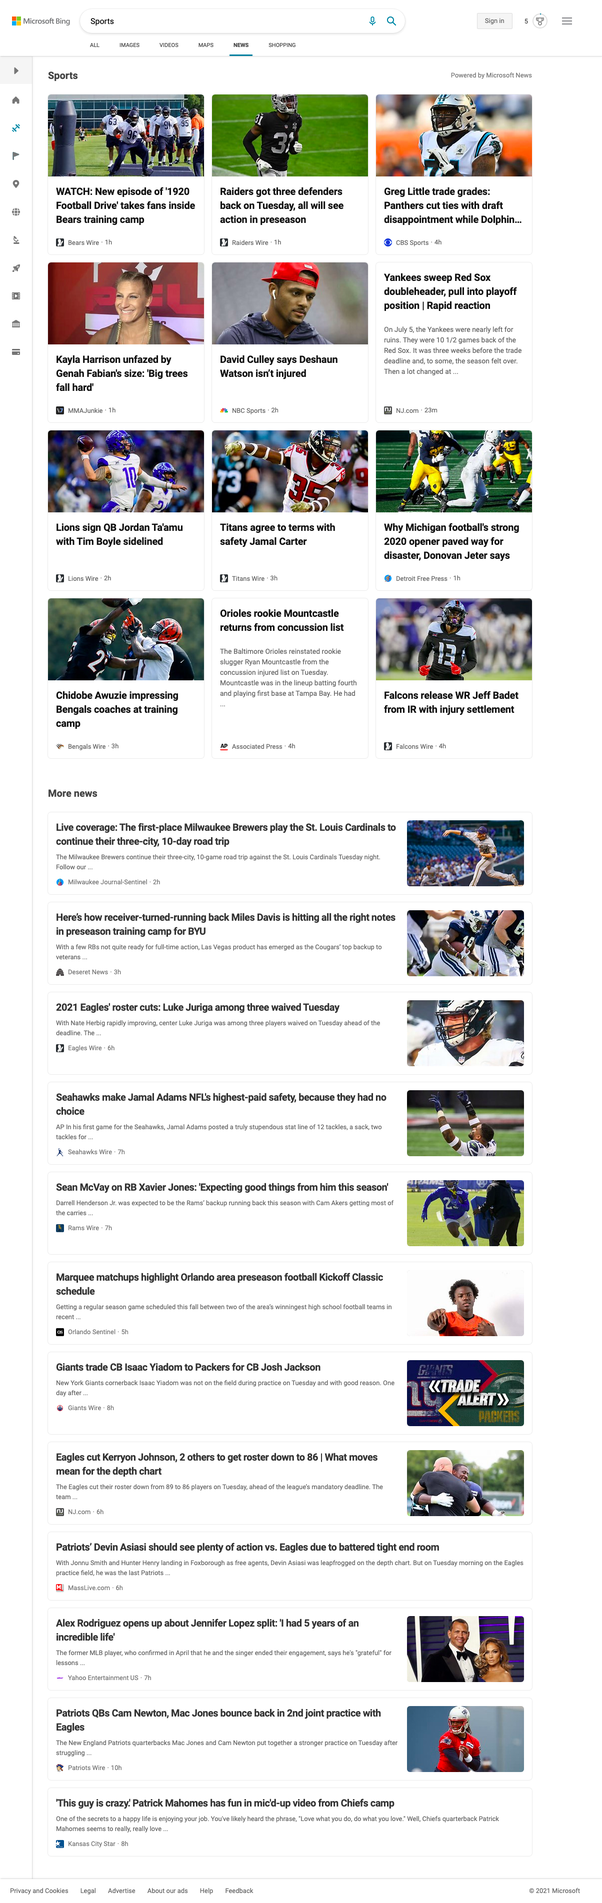 Microsoft Bing
Sports
Sign in
5
ALL IMAGES VIDEOS MAPS NEWS SHOPPING
Sports
Powered by Microsoft News
WATCH: New episode of '1920
Football Drive' takes fans inside
Bears training camp
Bears Wire · 1h
Raiders got three defenders
back on Tuesday, all will see
action in preseason
Raiders Wire · 1h
Greg Little trade grades:
Panthers cut ties with draft
disappointment while Dolphin...
CBS Sports · 4h
Kayla Harrison unfazed by
Genah Fabian's size: 'Big trees
fall hard'
MMAJunkie · 1h
David Culley says Deshaun
Watson isn't injured
NBC Sports · 2h
Yankees sweep Red Sox
doubleheader, pull into playoff
position | Rapid reaction
On July 5, the Yankees were nearly left for
ruins. They were 10 1/2 games back of the
Red Sox. It was three weeks before the trade
deadline and, to some, the season felt over.
Then a lot changed at ...
NJ.com · 23m
Lions sign QB Jordan Ta'amu
with Tim Boyle sidelined
Lions Wire · 2h
Titans agree to terms with
safety Jamal Carter
Titans Wire · 3h
Why Michigan football's strong
2020 opener paved way for
disaster, Donovan Jeter says
Detroit Free Press · 1h
Chidobe Awuzie impressing
Bengals coaches at training
camp
Bengals Wire · 3h
Orioles rookie Mountcastle
returns from concussion list
The Baltimore Orioles reinstated rookie
slugger Ryan Mountcastle from the
concussion injured list on Tuesday.
Mountcastle was in the lineup batting fourth
and playing first base at Tampa Bay. He had
...
AP Associated Press · 4h
Falcons release WR Jeff Badet
from IR with injury settlement
Falcons Wire · 4h
More news
Live coverage: The first-place Milwaukee Brewers play the St. Louis Cardinals to
continue their three-city, 10-day road trip
The Milwaukee Brewers continue their three-city, 10-game road trip against the St. Louis Cardinals Tuesday night.
Follow our ...
Milwaukee Journal-Sentinel · 2h
Here's how receiver-turned-running back Miles Davis is hitting all the right notes
in preseason training camp for BYU
With a few RBs not quite ready for full-time action, Las Vegas product has emerged as the Cougars' top backup to
veterans ...
Deseret News · 3h
2021 Eagles' roster cuts: Luke Juriga among three waived Tuesday
With Nate Herbig rapidly improving, center Luke Juriga was among three players waived on Tuesday ahead of the
deadline. The ...
Eagles Wire · 6h
Seahawks make Jamal Adams NFL's highest-paid safety, because they had no
choice
AP In his first game for the Seahawks, Jamal Adams posted a truly stupendous stat line of 12 tackles, a sack, two
tackles for ...
Seahawks Wire · 7h
Sean McVay on RB Xavier Jones: 'Expecting good things from him this season'
Darrell Henderson Jr. was expected to be the Rams' backup running back this season with Cam Akers getting most of
the carries ...
Rams Wire · 7h
Marquee matchups highlight Orlando area preseason football Kickoff Classic
schedule
Getting a regular season game scheduled this fall between two of the area's winningest high school football teams in
recent ...
Orlando Sentinel · 5h
Giants trade CB Isaac Yiadom to Packers for CB Josh Jackson
New York Giants cornerback Isaac Yiadom was not on the field during practice on Tuesday and with good reason. One
day after ...
Giants Wire · 8h
GIANTS
TRADE
ALERT
PACKERS
Eagles cut Kerryon Johnson, 2 others to get roster down to 86 | What moves
mean for the depth chart
The Eagles cut their roster down from 89 to 86 players on Tuesday, ahead of the league's mandatory deadline. The
team ...
NJ.com · 6h
Patriots' Devin Asiasi should see plenty of action vs. Eagles due to battered tight end room
With Jonnu Smith and Hunter Henry landing in Foxborough as free agents, Devin Asiasi was leapfrogged on the depth chart. But on Tuesday morning on the Eagles
practice field, he was the last Patriots ...
MassLive.com · 6h
Alex Rodriguez opens up about Jennifer Lopez split: 'I had 5 years of an
incredible life'
The former MLB player, who confirmed in April that he and the singer ended their engagement, says he's "grateful" for
lessons ...
Yahoo Entertainment US · 7h
Patriots QBs Cam Newton, Mac Jones bounce back in 2nd joint practice with
Eagles
The New England Patriots quarterbacks Mac Jones and Cam Newton put together a stronger practice on Tuesday after
struggling ...
Patriots Wire · 10h
'This guy is crazy.' Patrick Mahomes has fun in mic'd-up video from Chiefs camp
One of the secrets to a happy life is enjoying your job. You've likely heard the phrase, "Love what you do, do what you love." Well, Chiefs quarterback Patrick
Mahomes seems to really, really love ...
Kansas City Star · 8h
Privacy and Cookies Legal Advertise About our ads Help Feedback
© 2021 Microsoft